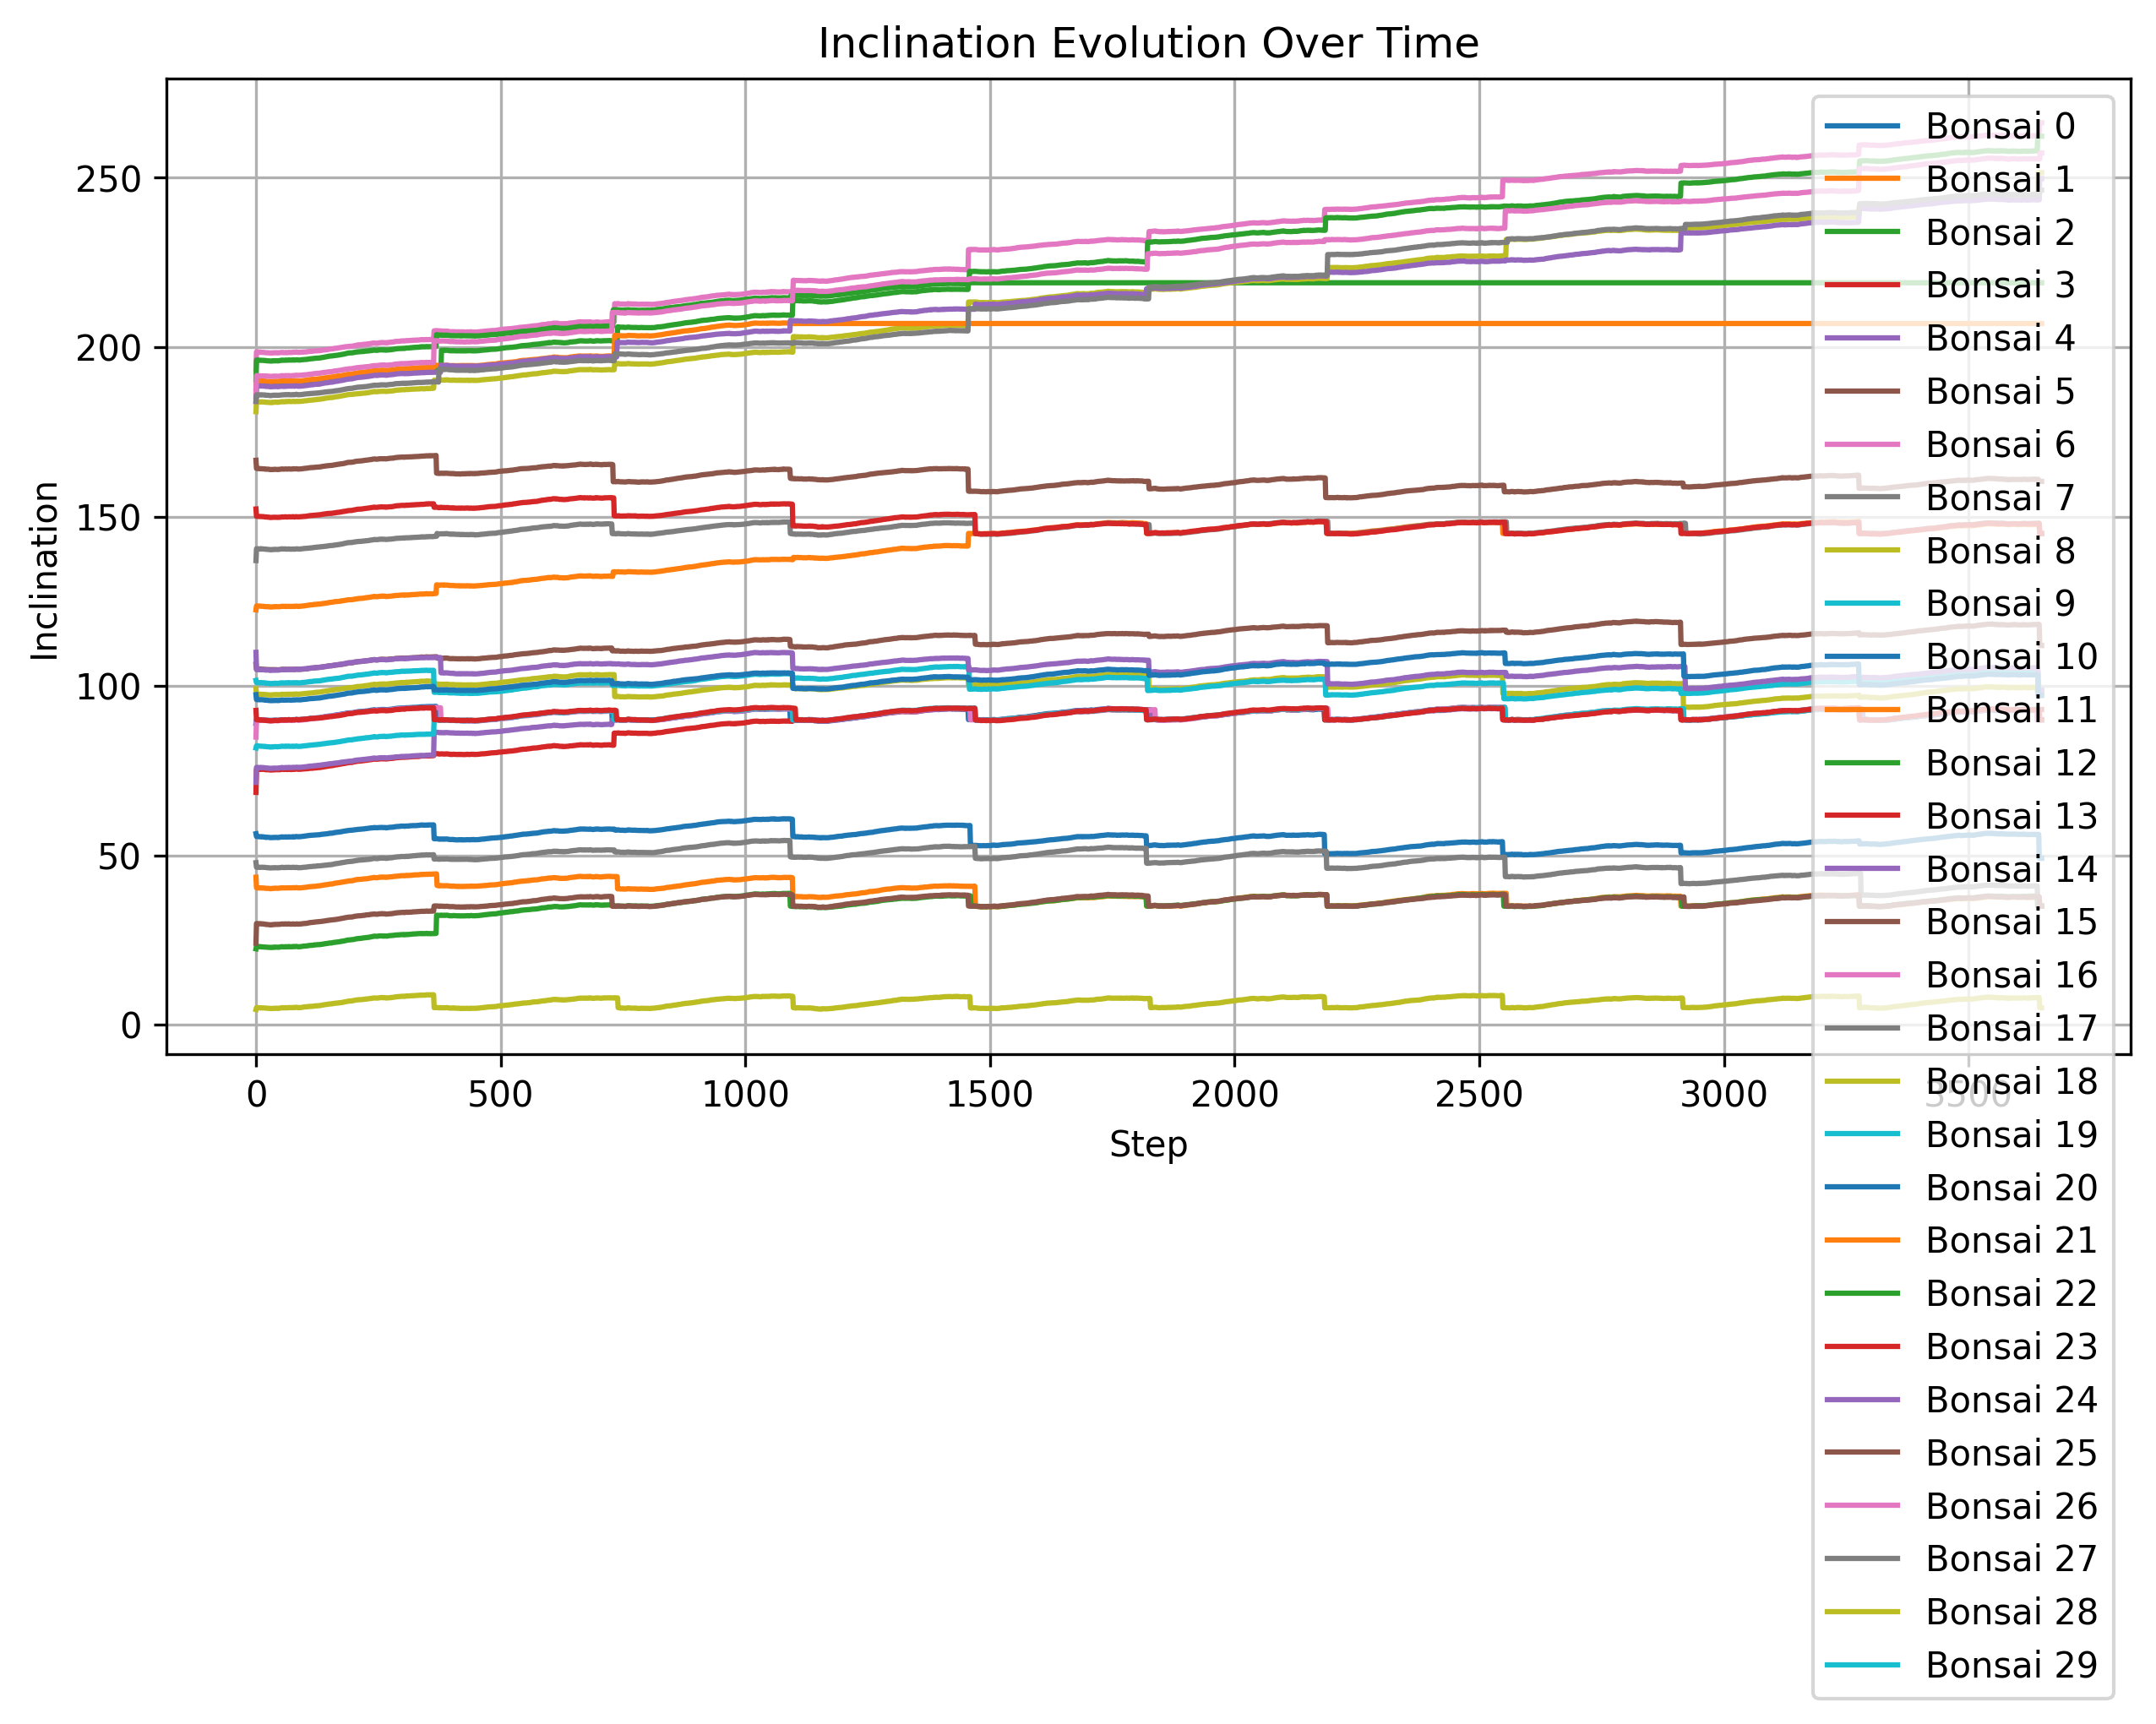 Inclination Evolution Over Time
Inclination
250
200
150
100
50
0
0
500
1000
1500
2000
2500
3000
3500
Step
Bonsai 0
Bonsai 1
Bonsai 2
Bonsai 3
Bonsai 4
Bonsai 5
Bonsai 6
Bonsai 7
Bonsai 8
Bonsai 9
Bonsai 10
Bonsai 11
Bonsai 12
Bonsai 13
Bonsai 14
Bonsai 15
Bonsai 16
Bonsai 17
Bonsai 18
Bonsai 19
Bonsai 20
Bonsai 21
Bonsai 22
Bonsai 23
Bonsai 24
Bonsai 25
Bonsai 26
Bonsai 27
Bonsai 28
Bonsai 29